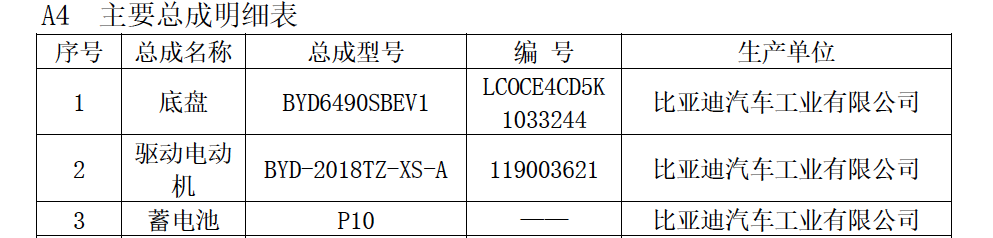 A4 主要总成明细表
序号 总成名称 总成型号 编 号 生产单位
1 底盘 BYD6490SBEV1 LC0CE4CD5K
1033244 比亚迪汽车工业有限公司
2 驱动电动
机 BYD-2018TZ-XS-A 119003621 比亚迪汽车工业有限公司
3 蓄电池 P10 —— 比亚迪汽车工业有限公司